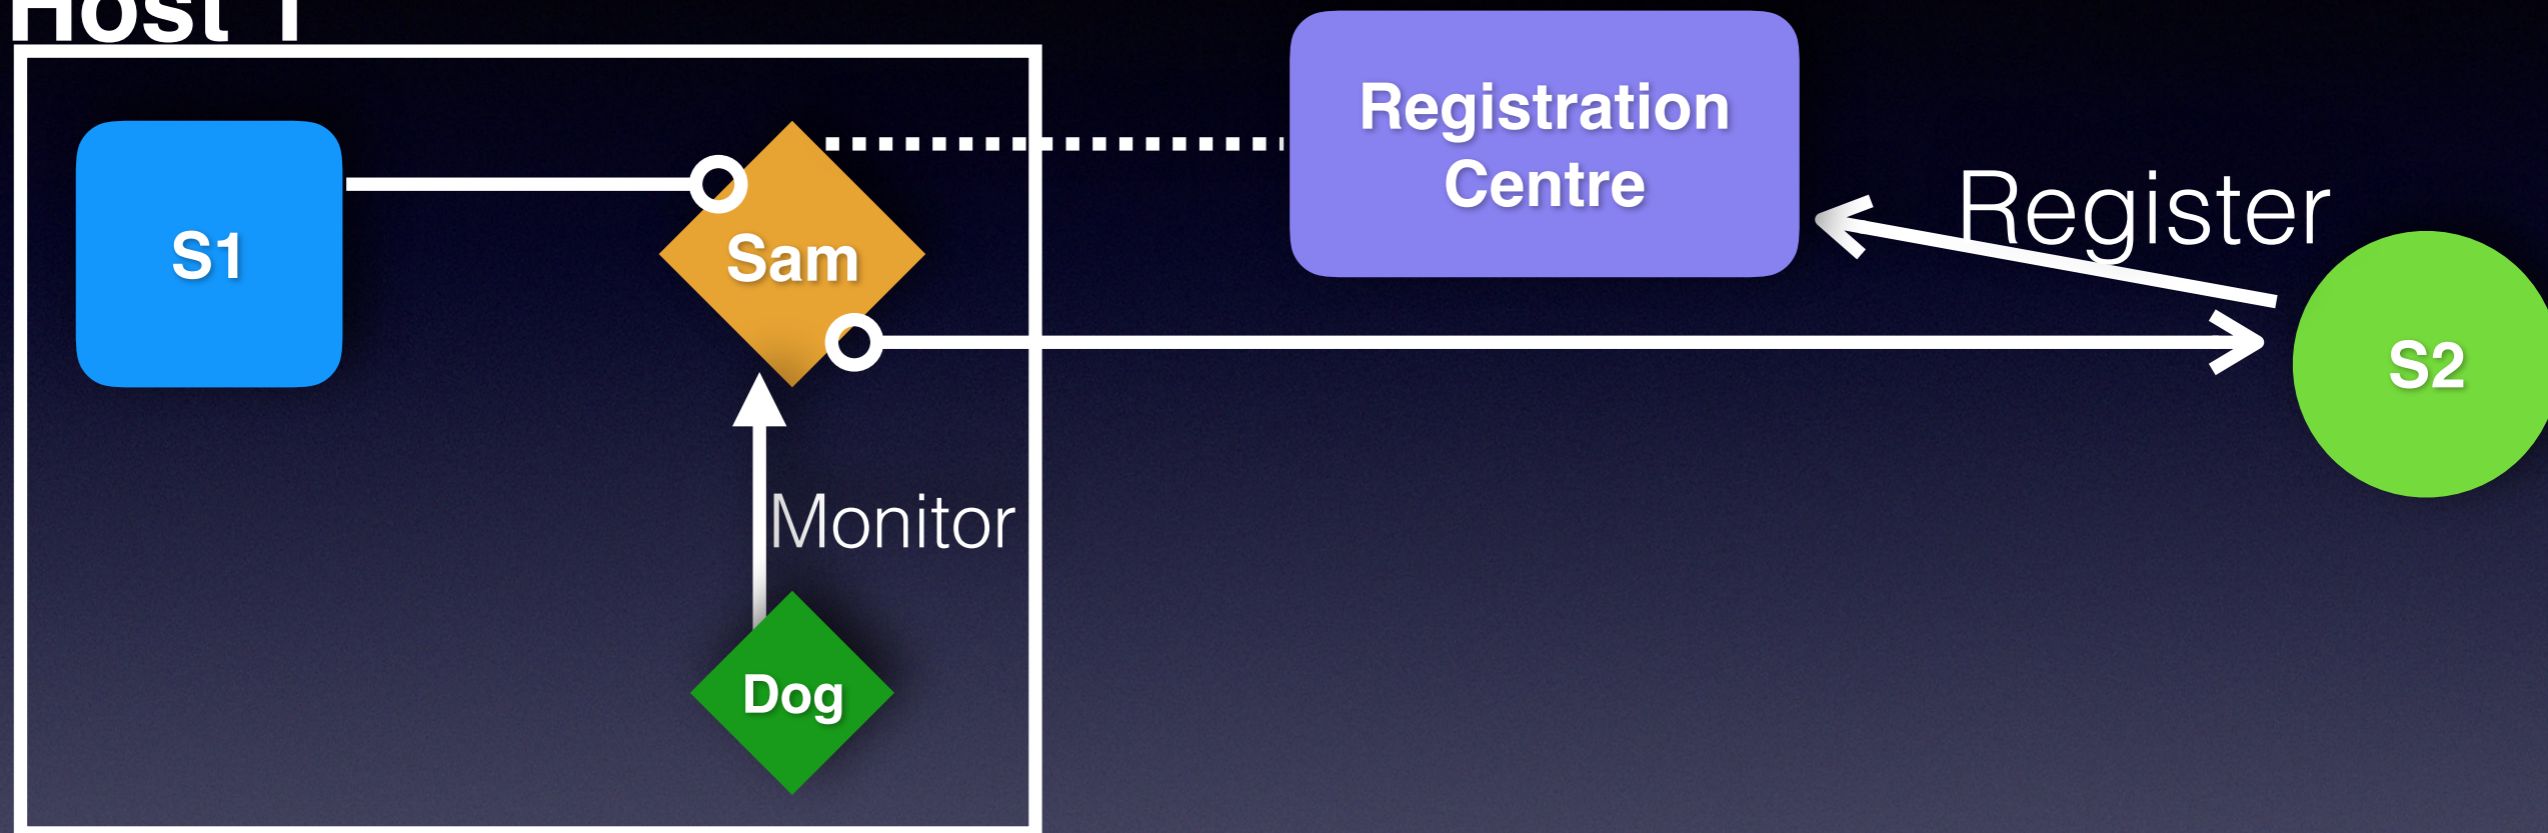 Host 1
Registration
Centre
Register
S1
Sam
S2
Monitor
Dog